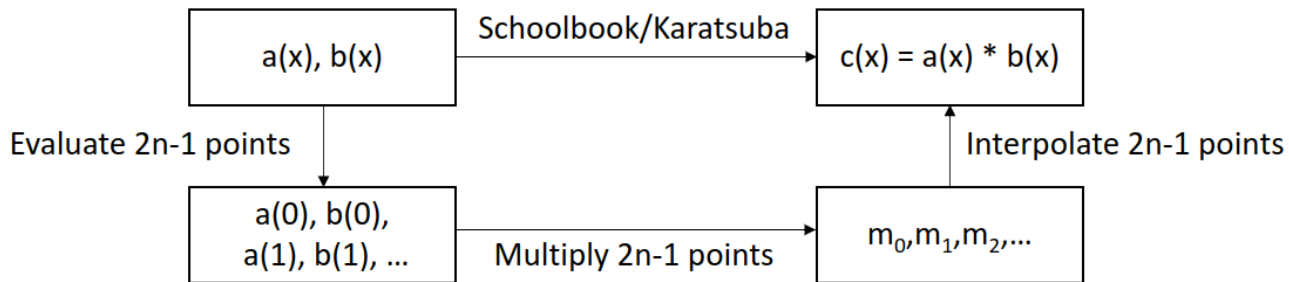 Schoolbook/Karatsuba
a(x), b(x)
c(x) = a(x) * b(x)
Evaluate 2n-1 points
Interpolate 2n-1 points
a(0), b(0),
a(1), b(1), ...
Multiply 2n-1 points
m₀,m₁,m₂,...